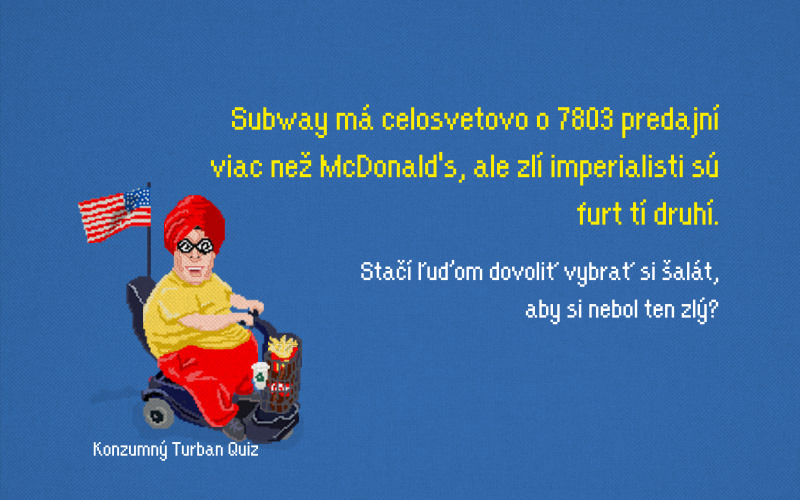 Subway má celosvetovo o 7803 predajní
viac než McDonald's, ale zlí imperialisti sú
furt tí druhí.
Stačí ľuďom dovoliť vybrať si šalát,
aby si nebol ten zlý?
Konzumný Turban Quiz